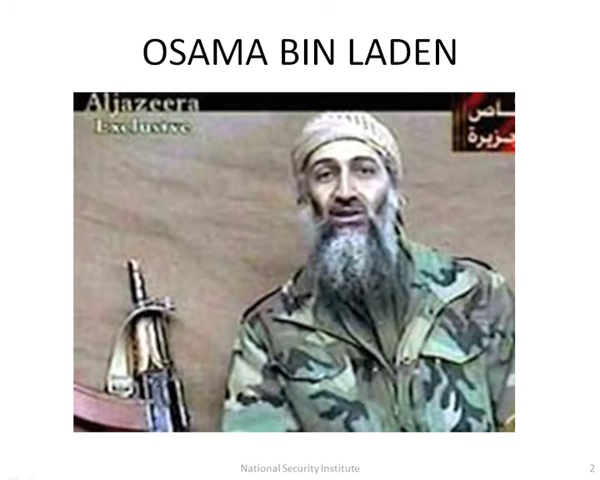 OSAMA BIN LADEN
Aljazeera
Exclusive
National Security Institute
2